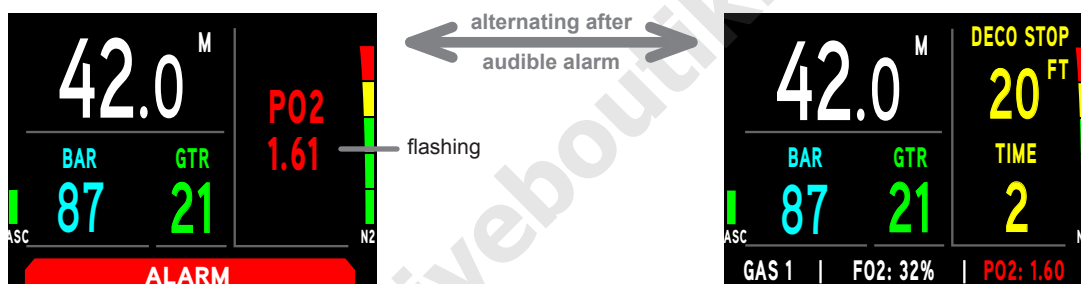 alternating after
audible alarm
42.0 M
PO2
1.61
flashing
BAR GTR
87 21
ASC
N2
ALARM
42.0 M
DECO STOP
20 FT
BAR GTR
87 21
TIME
2
ASC
N
GAS 1 | FO2: 32% | PO2: 1.60